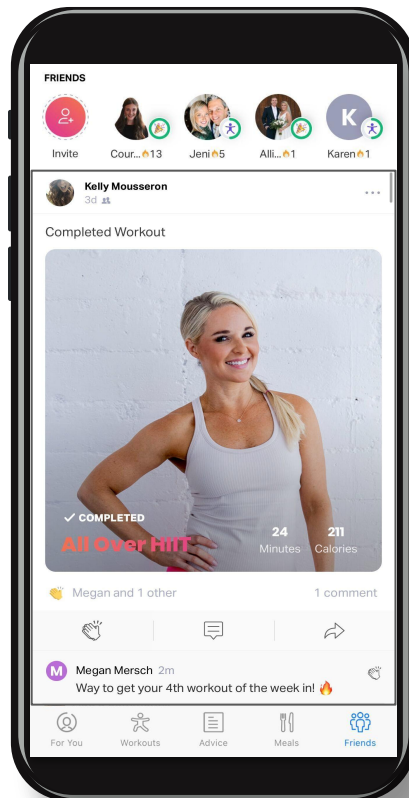 FRIENDS
K
Invite
Cour...🔥13
Jeni🔥5
Alli...🔥1
Karen🔥1
Kelly Mousseron
3d
Completed Workout
✓ COMPLETED
All Over HIIT
24
Minutes
211
Calories
👏 Megan and 1 other
1 comment
M
Megan Mersch 2m
Way to get your 4th workout of the week in! 🔥
For You
Workouts
Advice
Meals
Friends